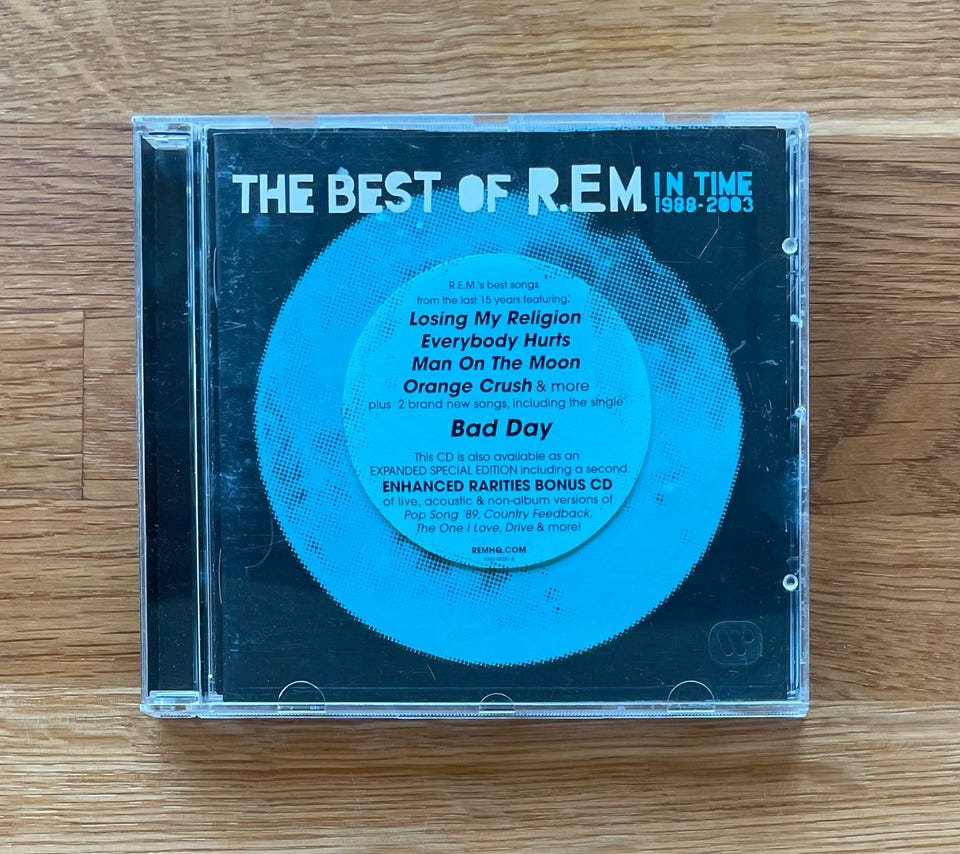 THE BEST OF R.E.M. IN TIME
1988-2003
R.E.M.'s best songs
from the last 15 years featuring:
Losing My Religion
Everybody Hurts
Man On The Moon
Orange Crush & more
plus 2 brand new songs, including the single
Bad Day
This CD is also available as an
EXPANDED SPECIAL EDITION including a second
ENHANCED RARITIES BONUS CD
of live, acoustic & non-album versions of
Pop Song '89, Country Feedback,
The One I Love, Drive & more!
REMHQ.COM